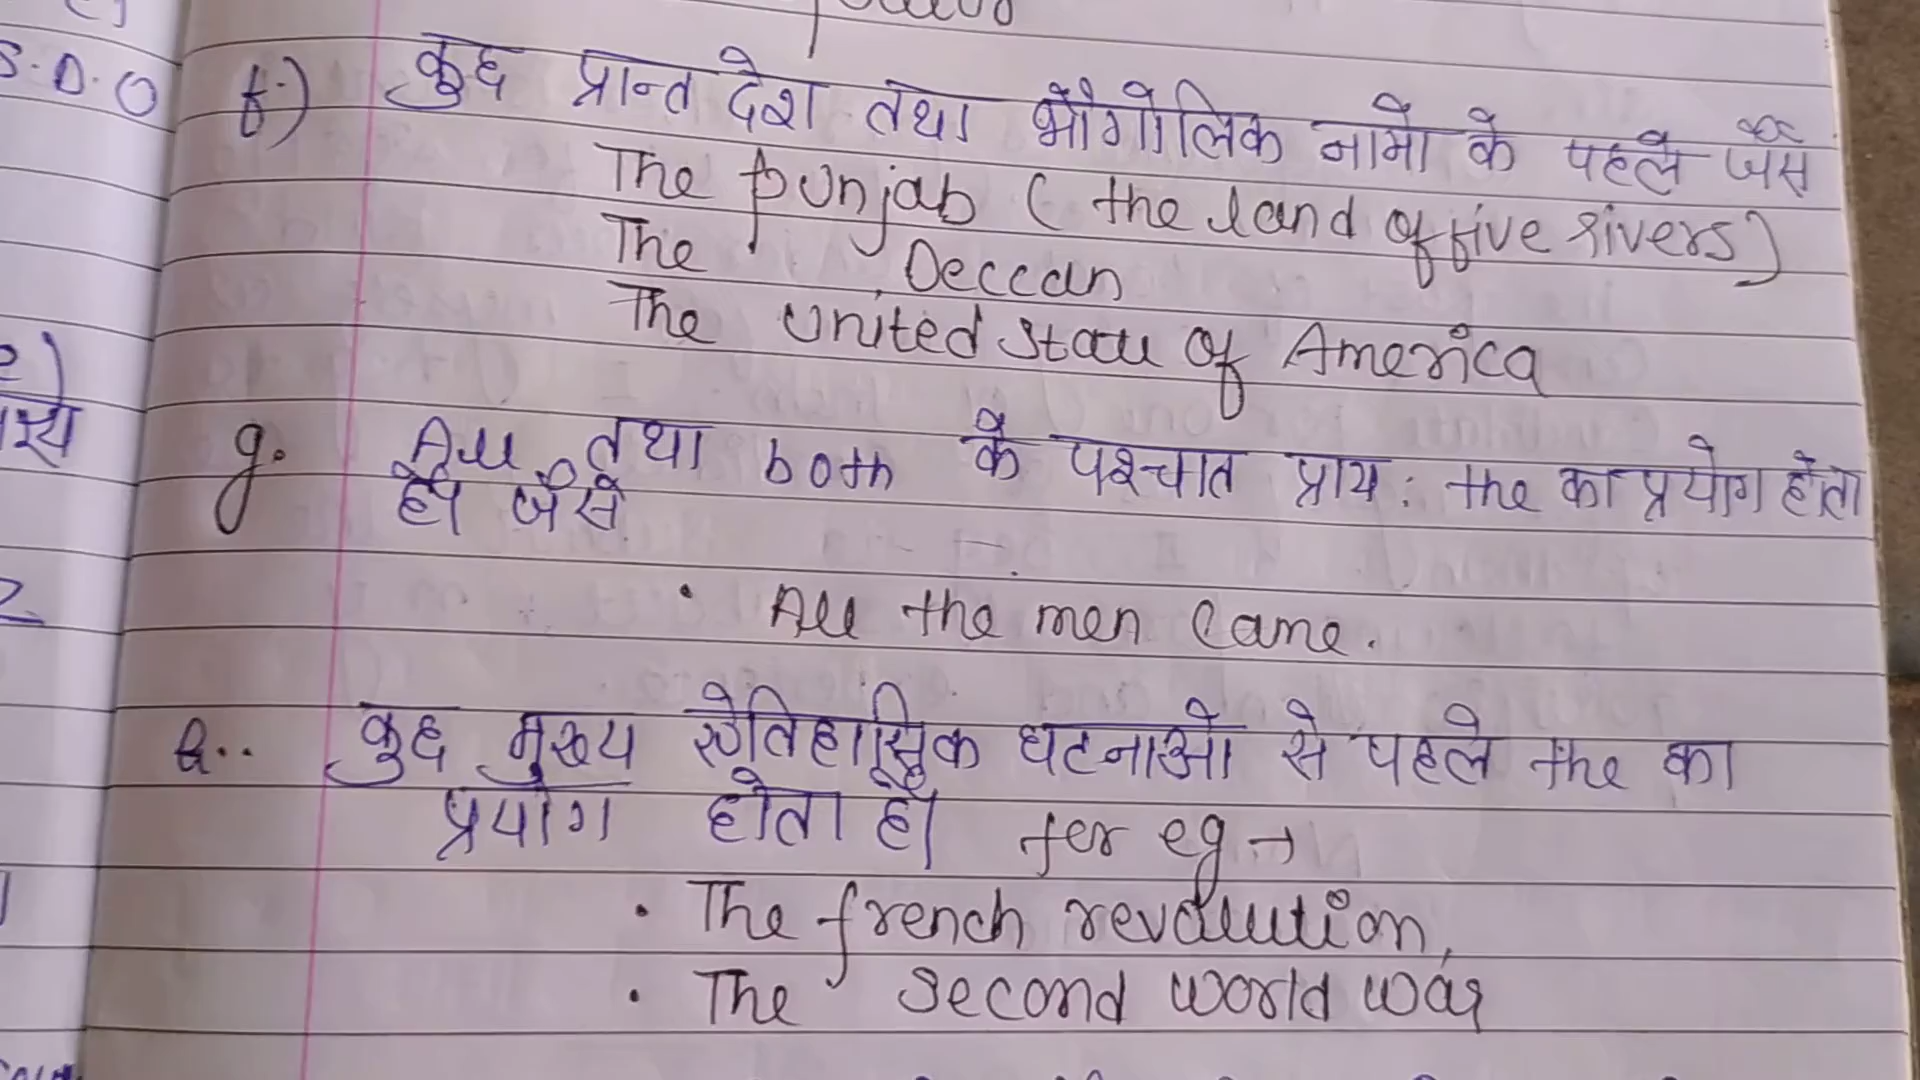 S.D.O
f.) कुछ प्रान्त देश तथा भौगोलिक नामो के पहले जैसे
The punjab ( the land of five rivers)
The Deccan
The united state of America
g. All तथा both के पश्चात प्राय: the का प्रयोग होता
है। जैसे
• All the men came.
कुछ मुख्य ऐतिहासिक घटनाओ से पहले the का
प्रयोग होता है। for eg →
• The french revolution,
• The second world war